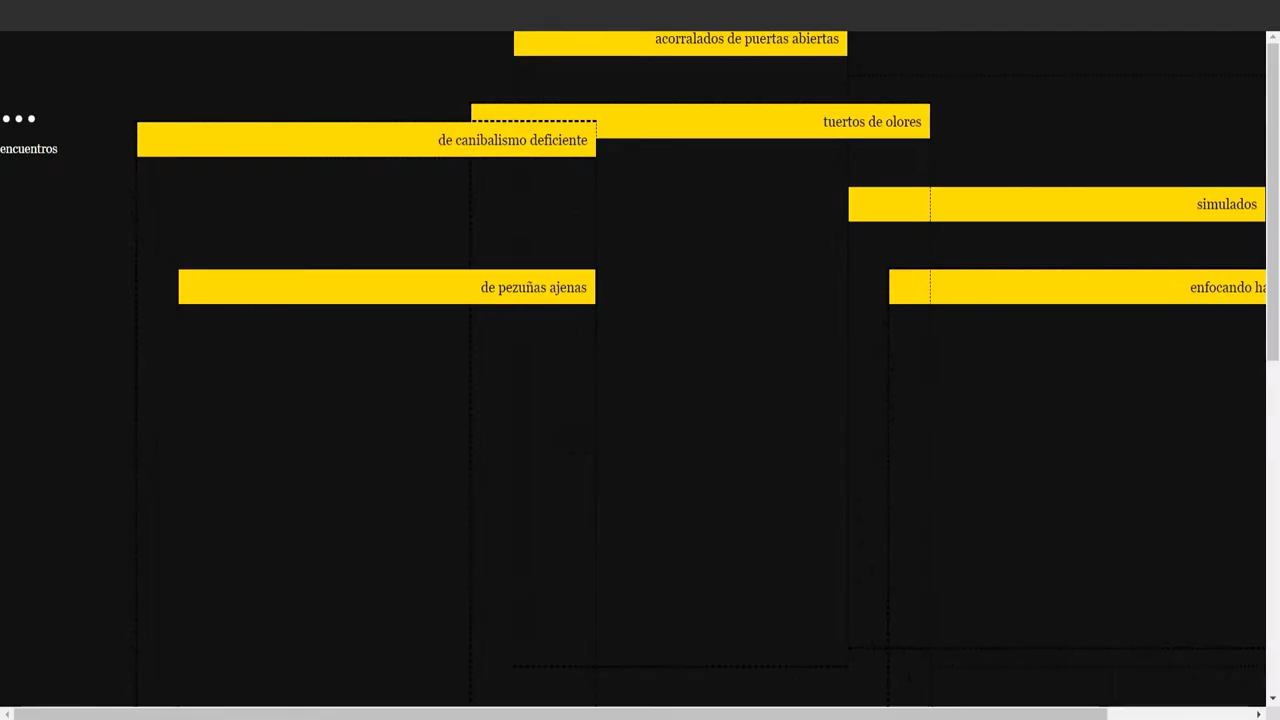 acorralados de puertas abiertas
tuertos de olores
de canibalismo deficiente
encuentros
simulados
de pezuñas ajenas
enfocando